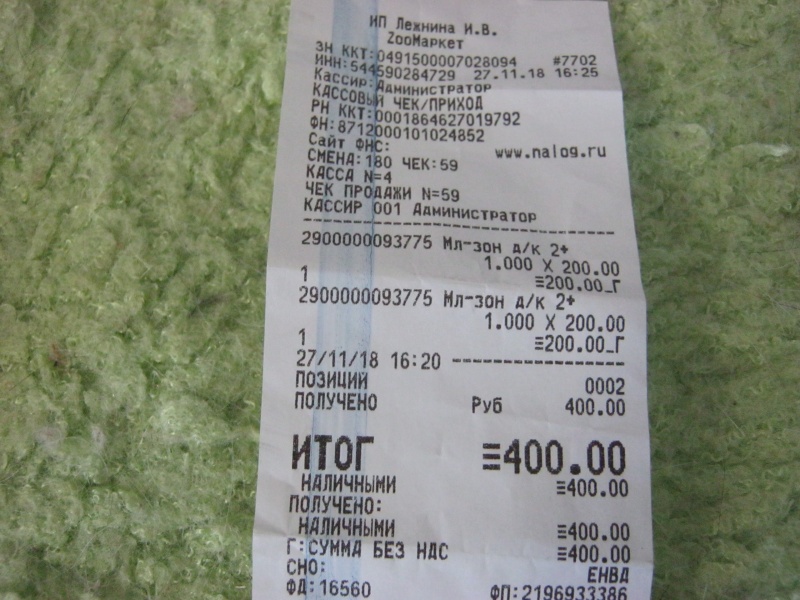 ИП Лежнина И.В.
ZooМаркет
ЗН ККТ:0491500007028094 #7702
ИНН:544590284729 27.11.18 16:25
Кассир:Администратор
КАССОВЫЙ ЧЕК/ПРИХОД
РН ККТ:0001864627019792
ФН:8712000101024852
Сайт ФНС: www.nalog.ru
СМЕНА:180 ЧЕК:59
КАССА N=4
ЧЕК ПРОДАЖИ N=59
КАССИР 001 Администратор
2900000093775 Мл-зон д/к 2+
1.000 X 200.00
1 ≡200.00_Г
2900000093775 Мл-зон д/к 2+
1.000 X 200.00
1 ≡200.00_Г
27/11/18 16:20
ПОЗИЦИЙ 0002
ПОЛУЧЕНО Руб 400.00
ИТОГ ≡400.00
НАЛИЧНЫМИ ≡400.00
ПОЛУЧЕНО:
НАЛИЧНЫМИ ≡400.00
Г:СУММА БЕЗ НДС ≡400.00
СНО: ЕНВД
ФД:16560 ФП:2196933386